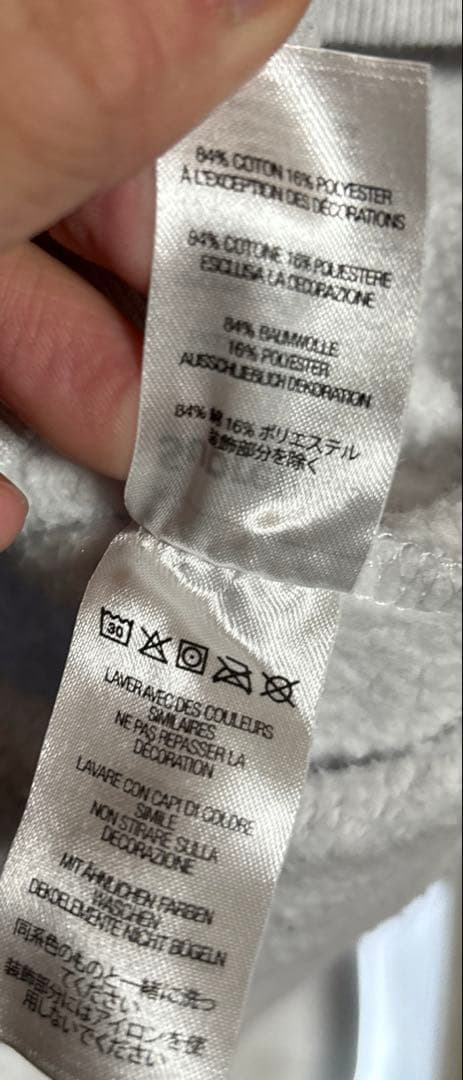 84% COTON 16% POLYESTER
À L'EXCEPTION DES DÉCORATIONS
84% COTONE 16% POLIESTERE
ESCLUSA LA DECORAZIONE
84% BAUMWOLLE
16% POLYESTER
AUSSCHLIEBLICH DEKORATION
84% 綿 16% ポリエステル
装飾部分を除く
30
LAVER AVEC DES COULEURS
SIMILAIRES
NE PAS REPASSER LA
DÉCORATION
LAVARE CON CAPI DI COLORE
SIMILE
NON STIRARE SULLA
DECORAZIONE
MIT ÄHNLICHEN FARBEN
WASCHEN
DEKOELEMENTE NICHT BÜGELN
同系色のものと一緒に洗っ
てください
装飾部分にはアイロンを使
用しないでください